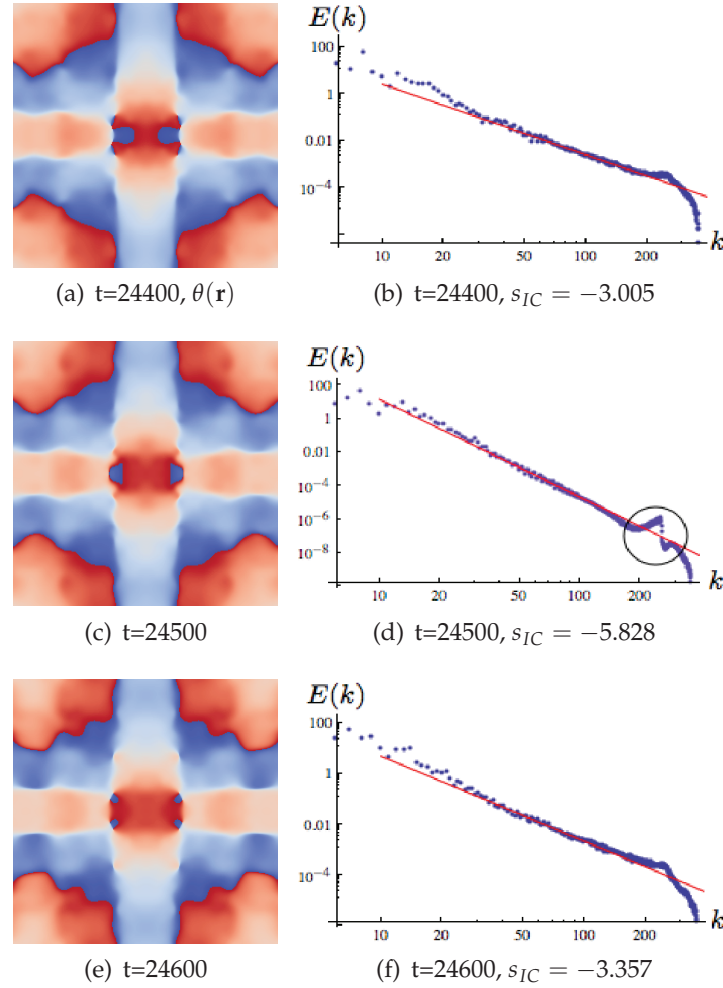 E(k)
100
1
0.01
10⁻⁴
10 20 50 100 200
k
(a) t=24400, θ(r)
(b) t=24400, s_IC = −3.005
E(k)
100
1
0.01
10⁻⁴
10⁻⁶
10⁻⁸
10 20 50 100 200
k
(c) t=24500
(d) t=24500, s_IC = −5.828
E(k)
100
1
0.01
10⁻⁴
10 20 50 100 200
k
(e) t=24600
(f) t=24600, s_IC = −3.357